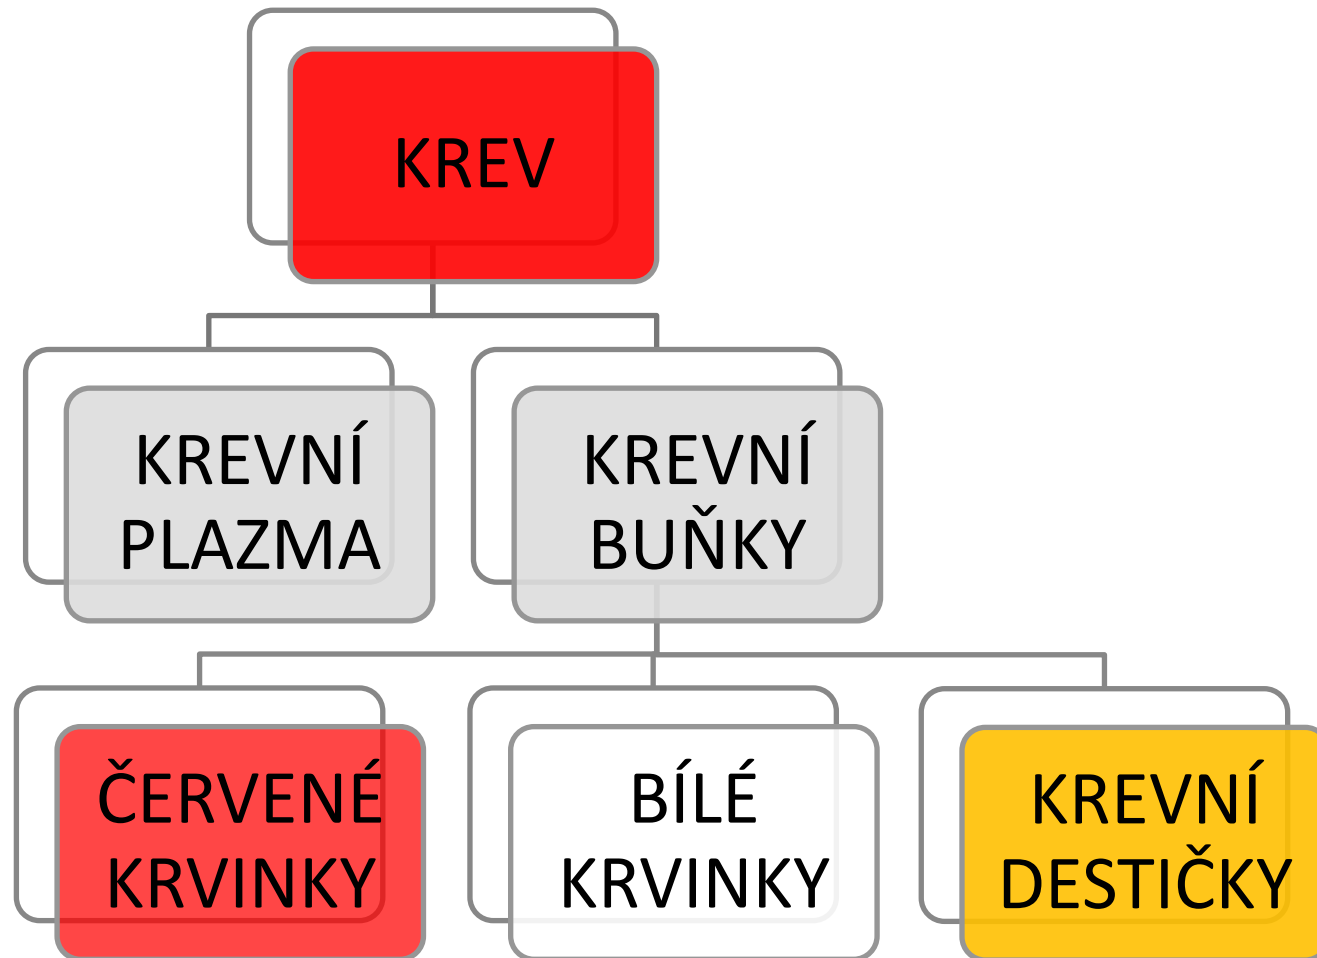 KREV
KREVNÍ
PLAZMA
KREVNÍ
BUŇKY
ČERVENÉ
KRVINKY
BÍLÉ
KRVINKY
KREVNÍ
DESTIČKY